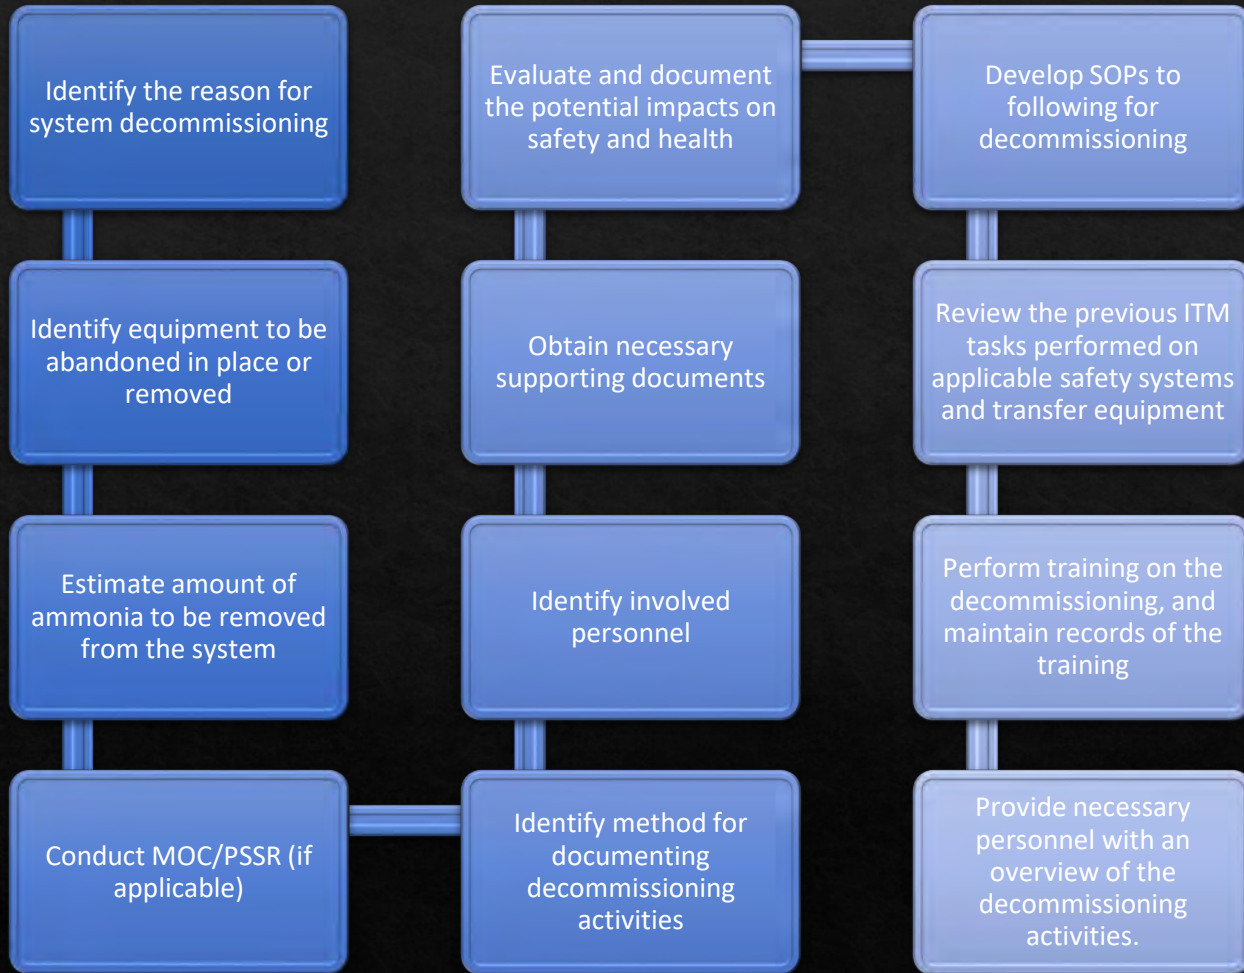 Identify the reason for
system decommissioning
Identify equipment to be
abandoned in place or
removed
Estimate amount of
ammonia to be removed
from the system
Conduct MOC/PSSR (if
applicable)
Identify method for
documenting
decommissioning
activities
Identify involved
personnel
Obtain necessary
supporting documents
Evaluate and document
the potential impacts on
safety and health
Develop SOPs to
following for
decommissioning
Review the previous ITM
tasks performed on
applicable safety systems
and transfer equipment
Perform training on the
decommissioning, and
maintain records of the
training
Provide necessary
personnel with an
overview of the
decommissioning
activities.